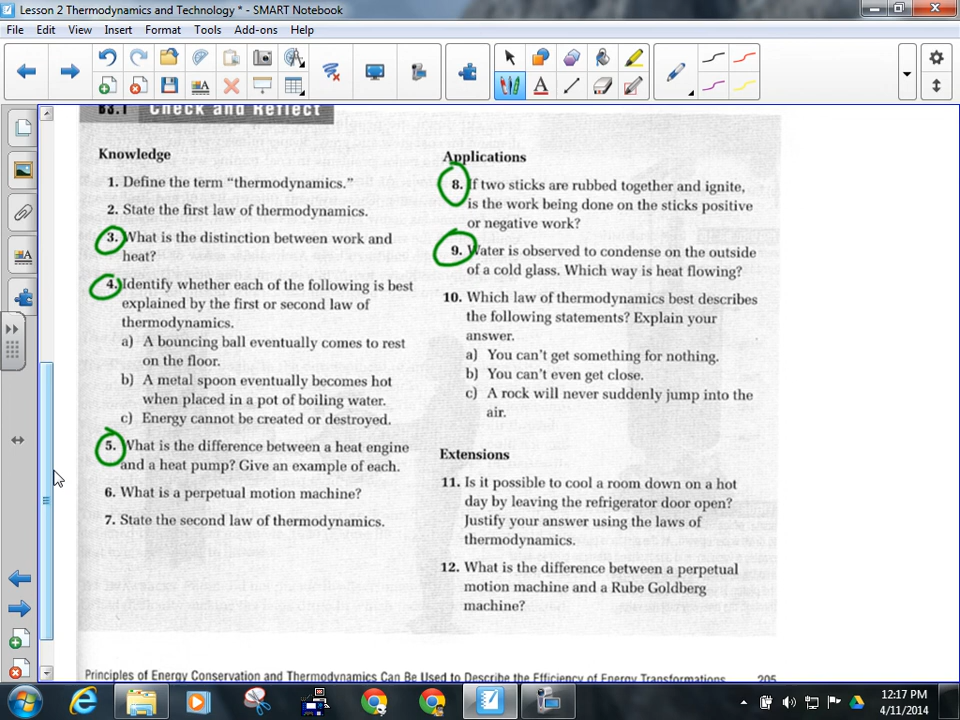 Lesson 2 Thermodynamics and Technology * - SMART Notebook
File Edit View Insert Format Tools Add-ons Help
B3.1 Check and Reflect
Knowledge
1. Define the term “thermodynamics.”
2. State the first law of thermodynamics.
3. What is the distinction between work and
heat?
4. Identify whether each of the following is best
explained by the first or second law of
thermodynamics.
a) A bouncing ball eventually comes to rest
on the floor.
b) A metal spoon eventually becomes hot
when placed in a pot of boiling water.
c) Energy cannot be created or destroyed.
5. What is the difference between a heat engine
and a heat pump? Give an example of each.
6. What is a perpetual motion machine?
7. State the second law of thermodynamics.
Applications
8. If two sticks are rubbed together and ignite,
is the work being done on the sticks positive
or negative work?
9. Water is observed to condense on the outside
of a cold glass. Which way is heat flowing?
10. Which law of thermodynamics best describes
the following statements? Explain your
answer.
a) You can’t get something for nothing.
b) You can’t even get close.
c) A rock will never suddenly jump into the
air.
Extensions
11. Is it possible to cool a room down on a hot
day by leaving the refrigerator door open?
Justify your answer using the laws of
thermodynamics.
12. What is the difference between a perpetual
motion machine and a Rube Goldberg
machine?
Principles of Energy Conservation and Thermodynamics Can Be Used to Describe the Efficiency of Energy Transformations 205
12:17 PM
4/11/2014